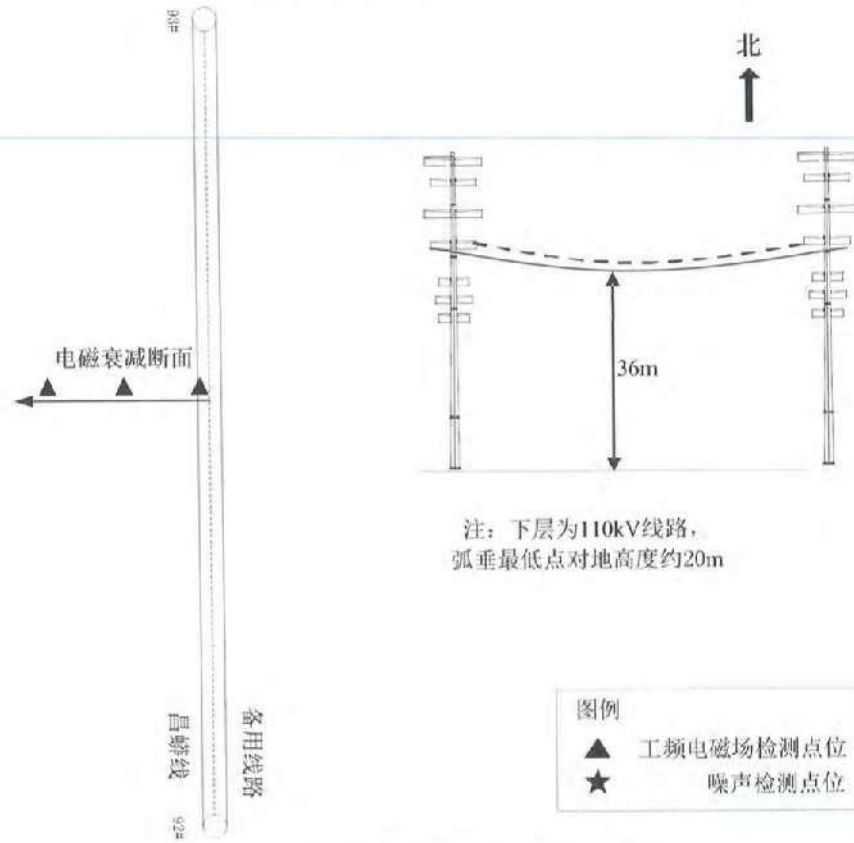 93#
北
电磁衰减断面
36m
注：下层为110kV线路，
弧垂最低点对地高度约20m
昌蟒线
备用线路
92#
图例
▲ 工频电磁场检测点位
★ 噪声检测点位